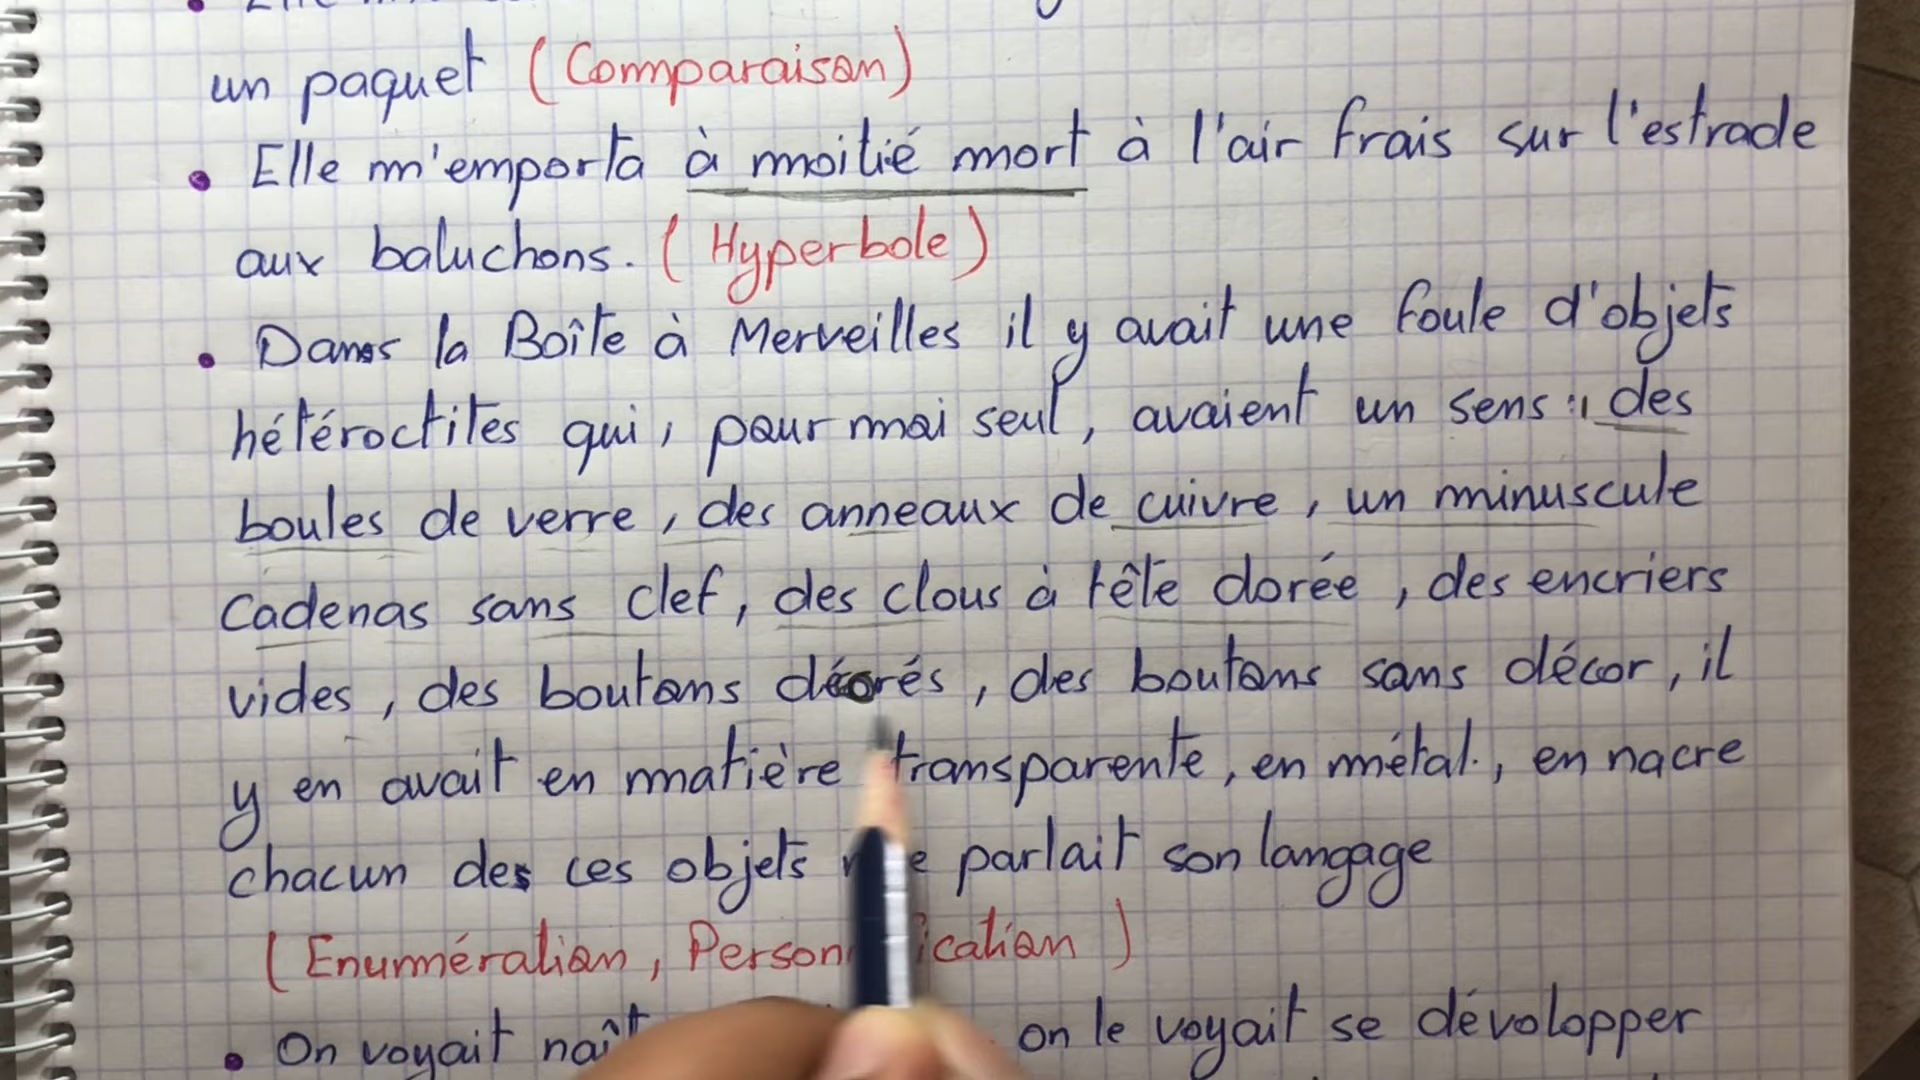 un paquet (Comparaison)
• Elle m'emporta à moitié mort à l'air frais sur l'estrade
aux baluchons. (Hyperbole)
• Dans la Boîte à Merveilles il y avait une foule d'objets
hétéroctites qui, pour moi seul, avaient un sens : des
boules de verre, des anneaux de cuivre, un minuscule
Cadenas sans clef, des clous à tête dorée, des encriers
vides, des boutons décorés, des boutons sans décor, il
y en avait en matière transparente, en métal., en nacre
chacun des ces objets parlait son langage
(Enumération,
• On voyait on le voyait se dévolopper